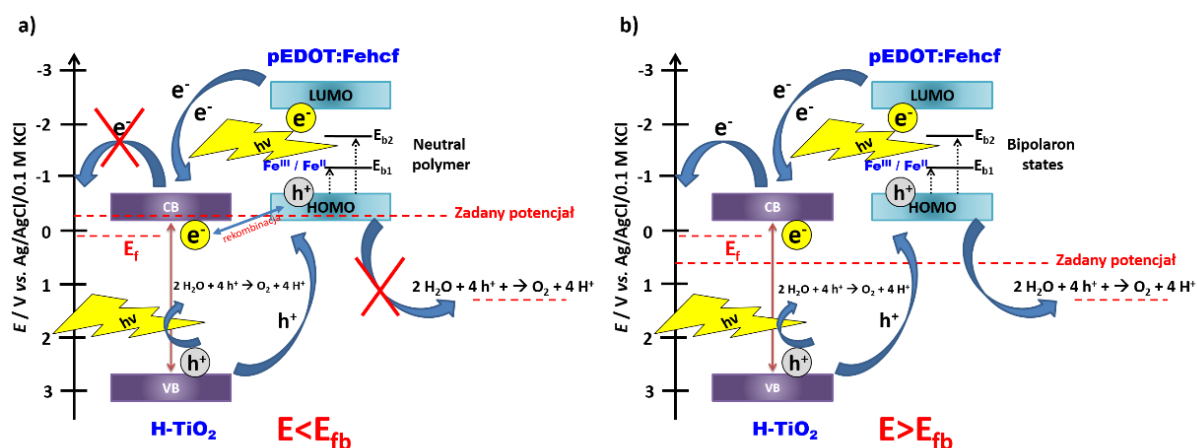 a)
pEDOT:Fehcf
E / V vs. Ag/AgCl/0.1 M KCl
-3
-2
-1
0
1
2
3
LUMO
e-
e-
e-
e-
hν
Eb2
Neutral
polymer
FeIII / FeII
Eb1
h+
CB
HOMO
Zadany potencjał
rekombinacja
Ef
e-
2 H2O + 4 h+ → O2 + 4 H+
2 H2O + 4 h+ + → O2 + 4 H+
hν
h+
h+
VB
H-TiO2
E<Efb
b)
pEDOT:Fehcf
E / V vs. Ag/AgCl/0.1 M KCl
-3
-2
-1
0
1
2
3
LUMO
e-
e-
e-
e-
hν
Eb2
Bipolaron
states
FeIII / FeII
Eb1
h+
CB
HOMO
Ef
e-
Zadany potencjał
2 H2O + 4 h+ → O2 + 4 H+
2 H2O + 4 h+ + → O2 + 4 H+
hν
h+
h+
VB
H-TiO2
E>Efb